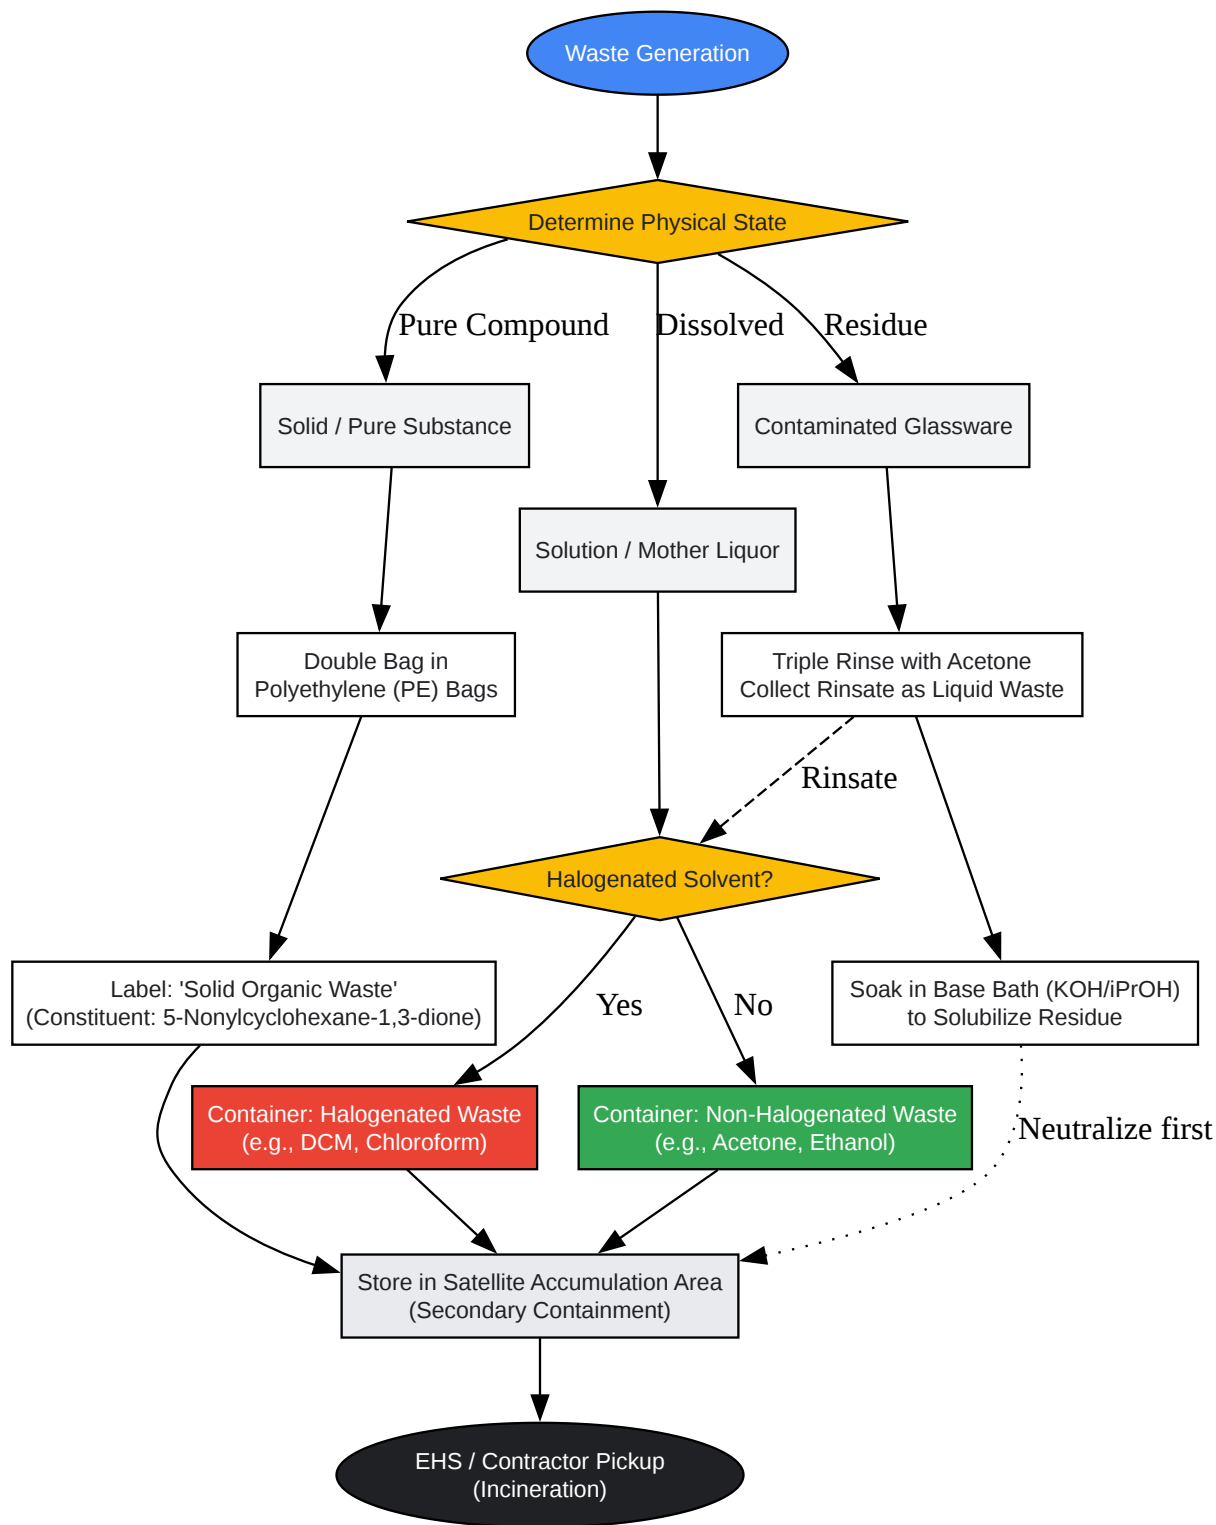 Waste Generation
Determine Physical State
Pure Compound
Dissolved
Residue
Solid / Pure Substance
Contaminated Glassware
Solution / Mother Liquor
Double Bag in
Polyethylene (PE) Bags
Triple Rinse with Acetone
Collect Rinsate as Liquid Waste
Rinsate
Halogenated Solvent?
Label: 'Solid Organic Waste'
(Constituent: 5-Nonylcyclohexane-1,3-dione)
Yes
No
Soak in Base Bath (KOH/iPrOH)
to Solubilize Residue
Container: Halogenated Waste
(e.g., DCM, Chloroform)
Container: Non-Halogenated Waste
(e.g., Acetone, Ethanol)
Neutralize first
Store in Satellite Accumulation Area
(Secondary Containment)
EHS / Contractor Pickup
(Incineration)